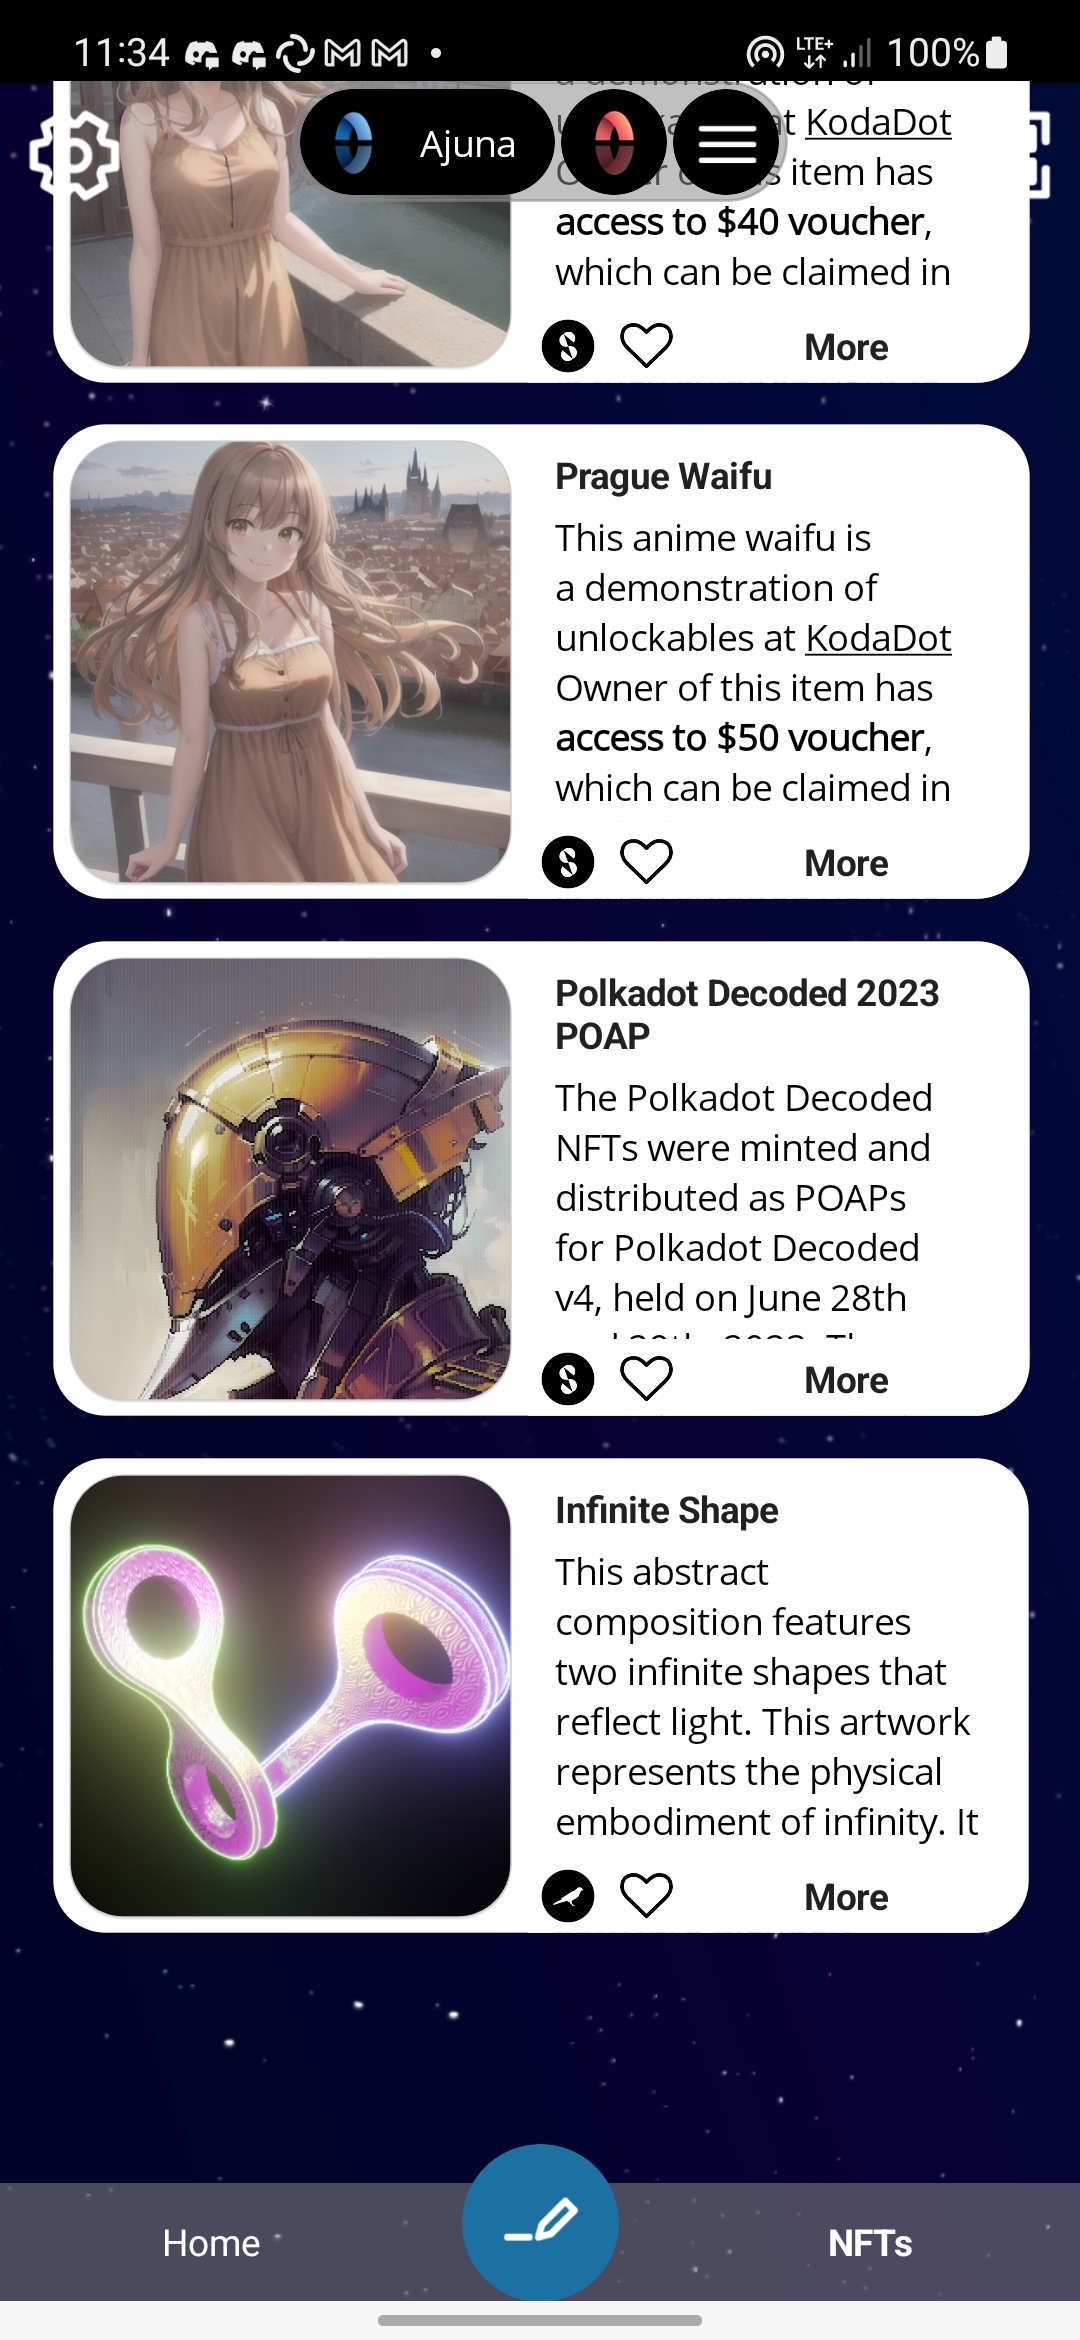 11:34
LTE+
100%
Ajuna
a demonstration of
at KodaDot
item has
access to $40 voucher,
which can be claimed in
More
Prague Waifu
This anime waifu is
a demonstration of
unlockables at KodaDot
Owner of this item has
access to $50 voucher,
which can be claimed in
More
Polkadot Decoded 2023
POAP
The Polkadot Decoded
NFTs were minted and
distributed as POAPs
for Polkadot Decoded
v4, held on June 28th
More
Infinite Shape
This abstract
composition features
two infinite shapes that
reflect light. This artwork
represents the physical
embodiment of infinity. It
More
Home
NFTs